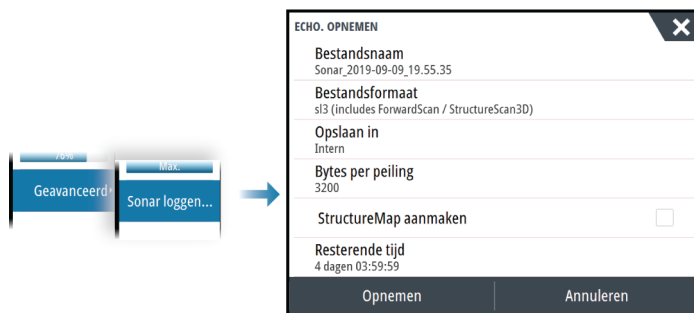 70%
Geavanceerd
Max.
Sonar loggen...
ECHO. OPNEMEN
Bestandsnaam
Sonar_2019-09-09_19.55.35
Bestandsformaat
sl3 (includes ForwardScan / StructureScan3D)
Opslaan in
Intern
Bytes per peiling
3200
StructureMap aanmaken
Resterende tijd
4 dagen 03:59:59
Opnemen
Annuleren